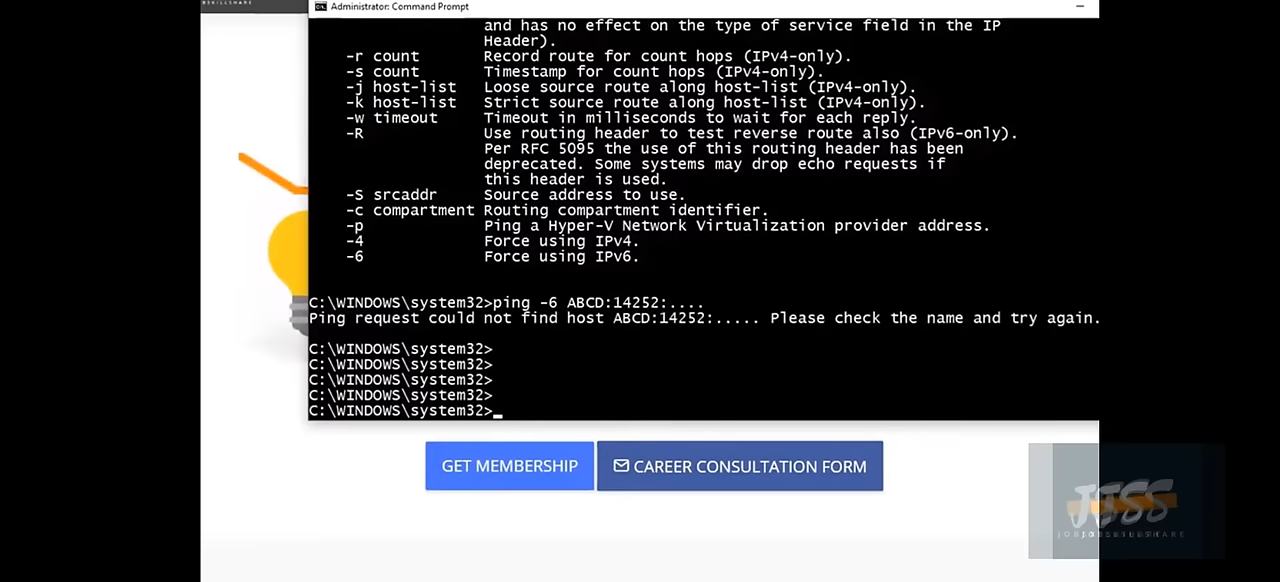 SKILLSHARE
Administrator: Command Prompt
and has no effect on the type of service field in the IP
Header).
-r count Record route for count hops (IPv4-only).
-s count Timestamp for count hops (IPv4-only).
-j host-list Loose source route along host-list (IPv4-only).
-k host-list Strict source route along host-list (IPv4-only).
-w timeout Timeout in milliseconds to wait for each reply.
-R Use routing header to test reverse route also (IPv6-only).
Per RFC 5095 the use of this routing header has been
deprecated. Some systems may drop echo requests if
this header is used.
-S srcaddr Source address to use.
-c compartment Routing compartment identifier.
-p Ping a Hyper-V Network Virtualization provider address.
-4 Force using IPv4.
-6 Force using IPv6.
C:\WINDOWS\system32>ping -6 ABCD:14252:....
Ping request could not find host ABCD:14252:..... Please check the name and try again.
C:\WINDOWS\system32>
C:\WINDOWS\system32>
C:\WINDOWS\system32>
C:\WINDOWS\system32>
C:\WINDOWS\system32>_
GET MEMBERSHIP
CAREER CONSULTATION FORM
JSS